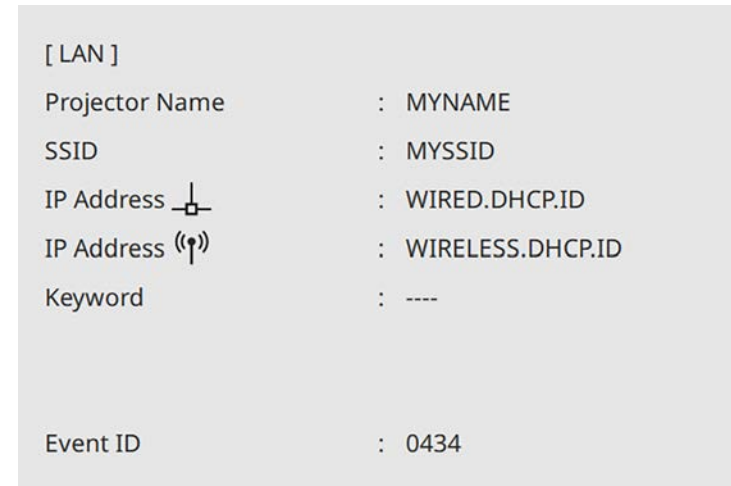 [ LAN ]
Projector Name : MYNAME
SSID : MYSSID
IP Address : WIRED.DHCP.ID
IP Address : WIRELESS.DHCP.ID
Keyword : ----
Event ID : 0434